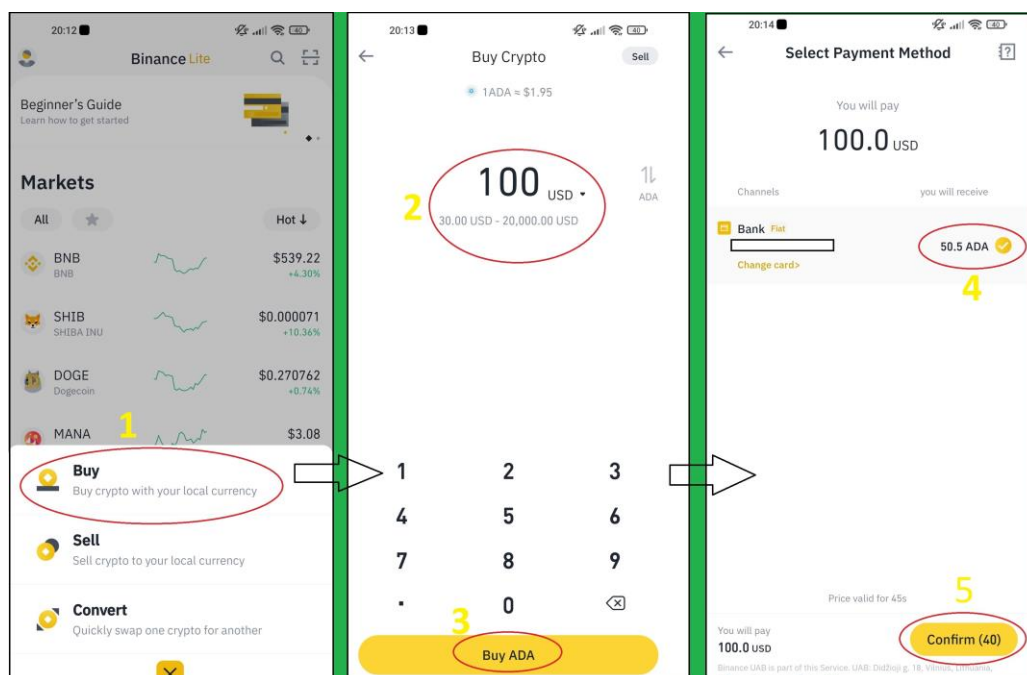 20:12
40
Binance Lite
Beginner's Guide
Learn how to get started
Markets
All
Hot ↓
BNB
$539.22
BNB
+4.30%
SHIB
$0.000071
SHIBA INU
+10.36%
DOGE
$0.270762
Dogecoin
+0.74%
MANA
$3.08
1
Buy
Buy crypto with your local currency
Sell
Sell crypto to your local currency
Convert
Quickly swap one crypto for another
20:13
40
Buy Crypto
Sell
1ADA ≈ $1.95
2
100 USD
ADA
30.00 USD - 20,000.00 USD
1 2 3
4 5 6
7 8 9
. 0
3
Buy ADA
20:14
40
Select Payment Method
You will pay
100.0 USD
Channels
you will receive
Bank Fiat
50.5 ADA
Change card>
4
Price valid for 45s
5
You will pay
100.0 USD
Confirm (40)
Binance UAB is part of this Service. UAB: Didžioji g. 18, Vilnius, Lithuania,